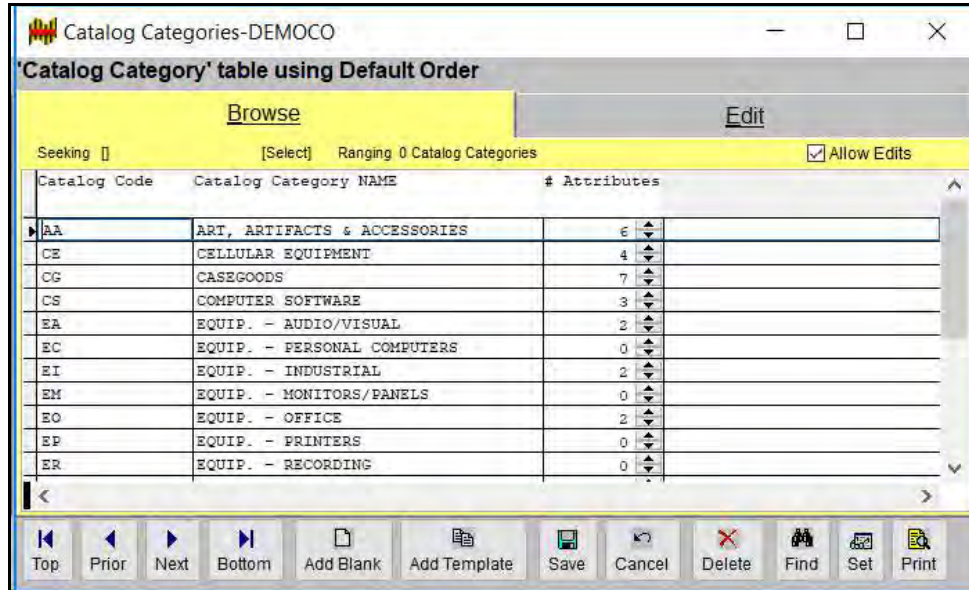 Catalog Categories-DEMOCO
'Catalog Category' table using Default Order
Browse Edit
Seeking [] [Select] Ranging 0 Catalog Categories Allow Edits
Catalog Code Catalog Category NAME # Attributes
AA ART, ARTIFACTS & ACCESSORIES 6
CE CELLULAR EQUIPMENT 4
CG CASEGOODS 7
CS COMPUTER SOFTWARE 3
EA EQUIP. - AUDIO/VISUAL 2
EC EQUIP. - PERSONAL COMPUTERS 0
EI EQUIP. - INDUSTRIAL 2
EM EQUIP. - MONITORS/PANELS 0
EO EQUIP. - OFFICE 2
EP EQUIP. - PRINTERS 0
ER EQUIP. - RECORDING 0
Top Prior Next Bottom Add Blank Add Template Save Cancel Delete Find Set Print